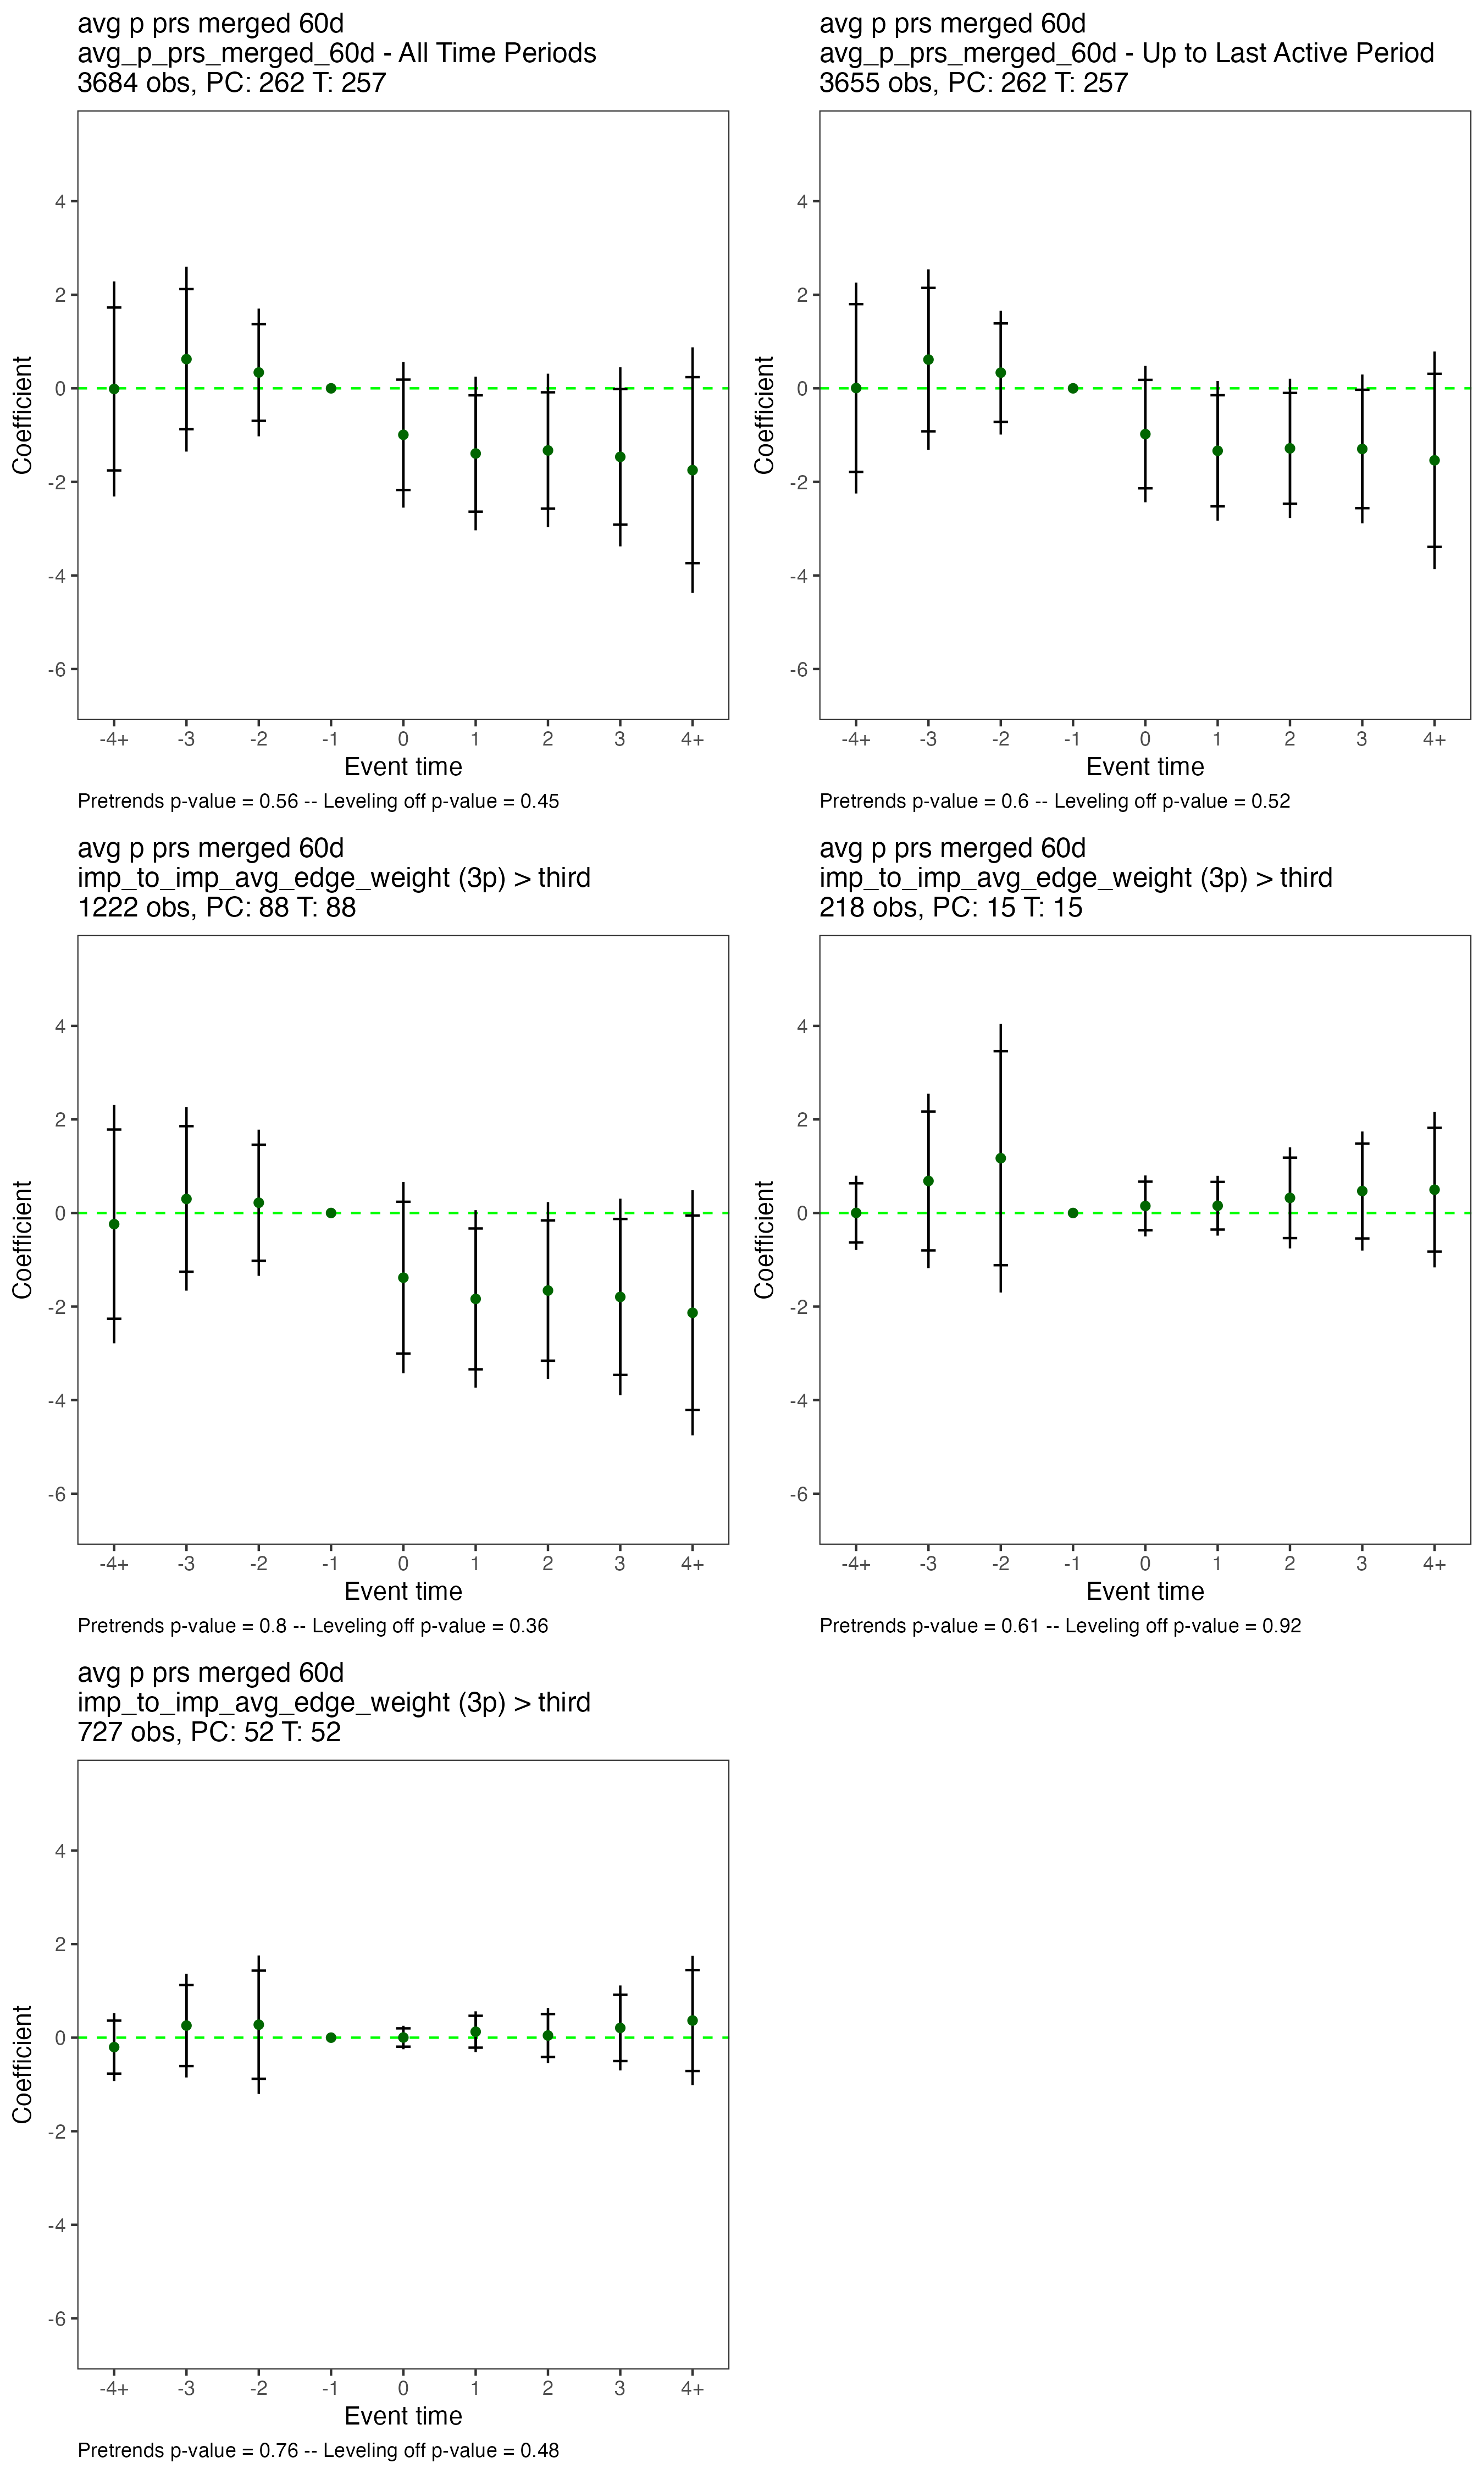 avg p prs merged 60d
avg_p_prs_merged_60d - All Time Periods
3684 obs, PC: 262 T: 257
4
2
0
-2
-4
-6
Coefficient
-4+ -3 -2 -1 0 1 2 3 4+
Event time
Pretrends p-value = 0.56 -- Leveling off p-value = 0.45
avg p prs merged 60d
avg_p_prs_merged_60d - Up to Last Active Period
3655 obs, PC: 262 T: 257
4
2
0
-2
-4
-6
Coefficient
-4+ -3 -2 -1 0 1 2 3 4+
Event time
Pretrends p-value = 0.6 -- Leveling off p-value = 0.52
avg p prs merged 60d
imp_to_imp_avg_edge_weight (3p) > third
1222 obs, PC: 88 T: 88
4
2
0
-2
-4
-6
Coefficient
-4+ -3 -2 -1 0 1 2 3 4+
Event time
Pretrends p-value = 0.8 -- Leveling off p-value = 0.36
avg p prs merged 60d
imp_to_imp_avg_edge_weight (3p) > third
218 obs, PC: 15 T: 15
4
2
0
-2
-4
-6
Coefficient
-4+ -3 -2 -1 0 1 2 3 4+
Event time
Pretrends p-value = 0.61 -- Leveling off p-value = 0.92
avg p prs merged 60d
imp_to_imp_avg_edge_weight (3p) > third
727 obs, PC: 52 T: 52
4
2
0
-2
-4
-6
Coefficient
-4+ -3 -2 -1 0 1 2 3 4+
Event time
Pretrends p-value = 0.76 -- Leveling off p-value = 0.48